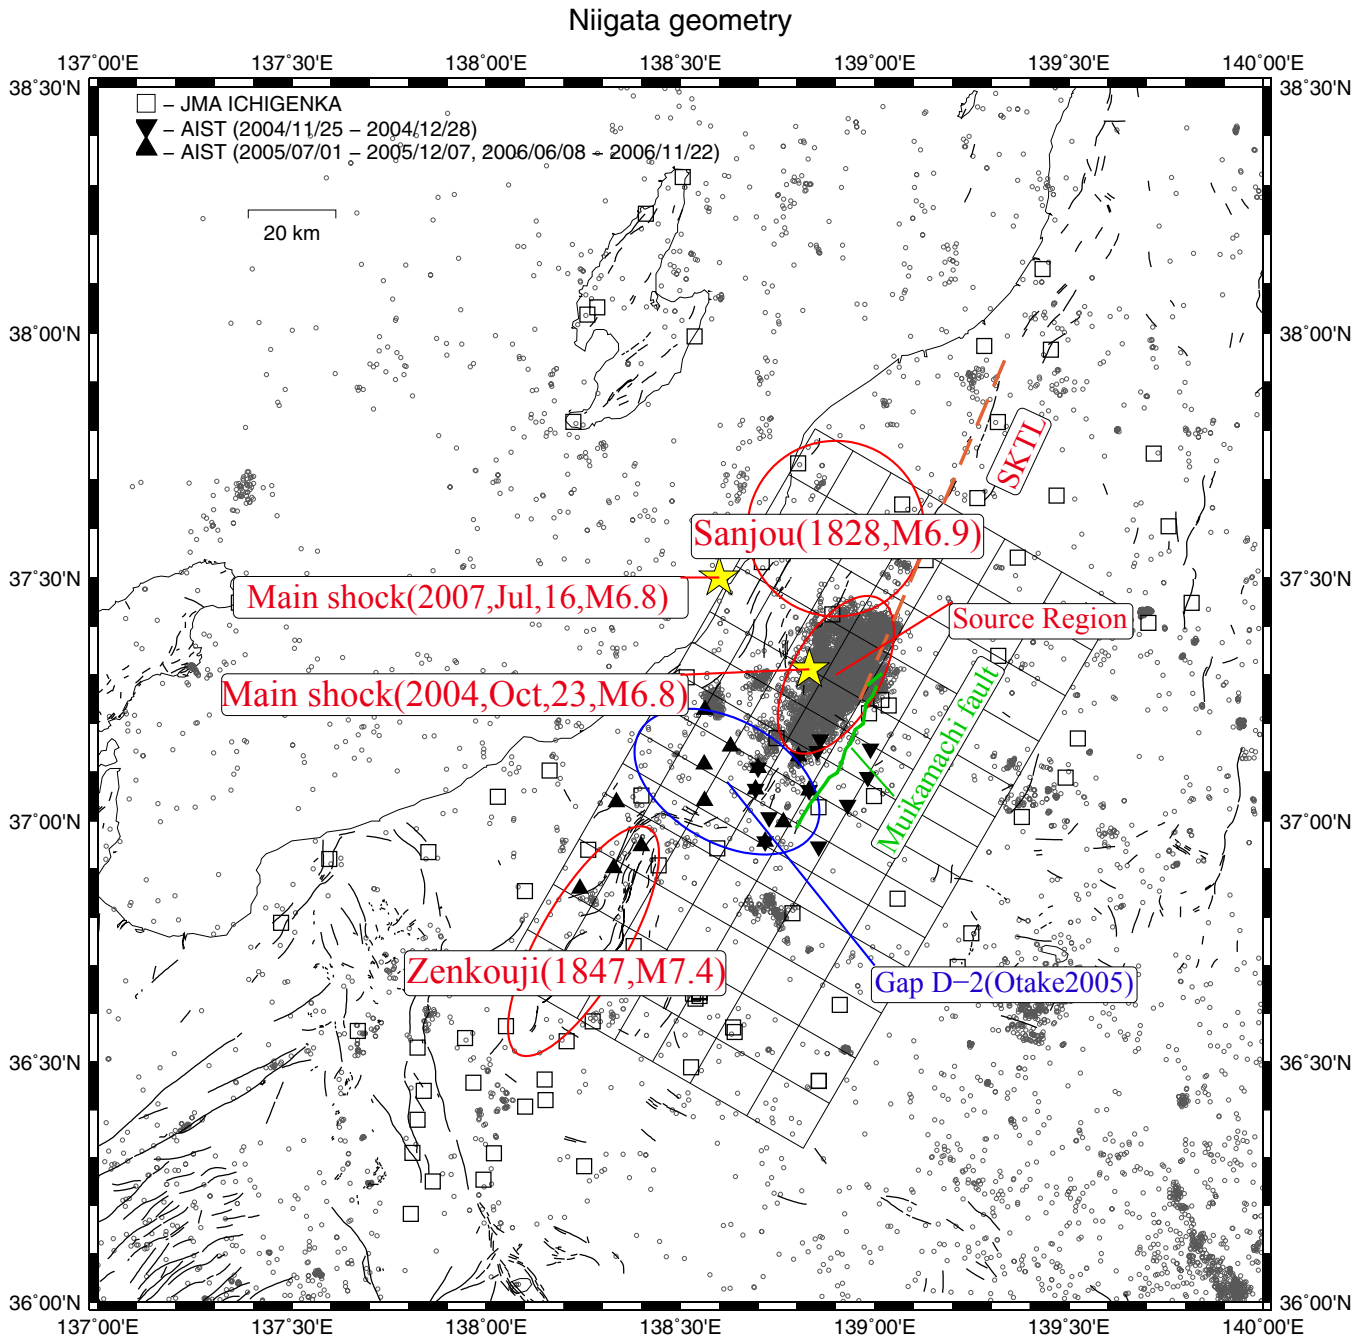 Niigata geometry
137˚00'E 137˚30'E 138˚00'E 138˚30'E 139˚00'E 139˚30'E 140˚00'E
38˚30'N 38˚30'N
– JMA ICHIGENKA
– AIST (2004/11/25 – 2004/12/28)
– AIST (2005/07/01 – 2005/12/07, 2006/06/08 – 2006/11/22)
20 km
38˚00'N 38˚00'N
SKTL
Sanjou(1828,M6.9)
37˚30'N 37˚30'N
Main shock(2007,Jul,16,M6.8)
Source Region
Main shock(2004,Oct,23,M6.8)
Muikamachi fault
37˚00'N 37˚00'N
Zenkouji(1847,M7.4)
Gap D−2(Otake2005)
36˚30'N 36˚30'N
36˚00'N 36˚00'N
137˚00'E 137˚30'E 138˚00'E 138˚30'E 139˚00'E 139˚30'E 140˚00'E